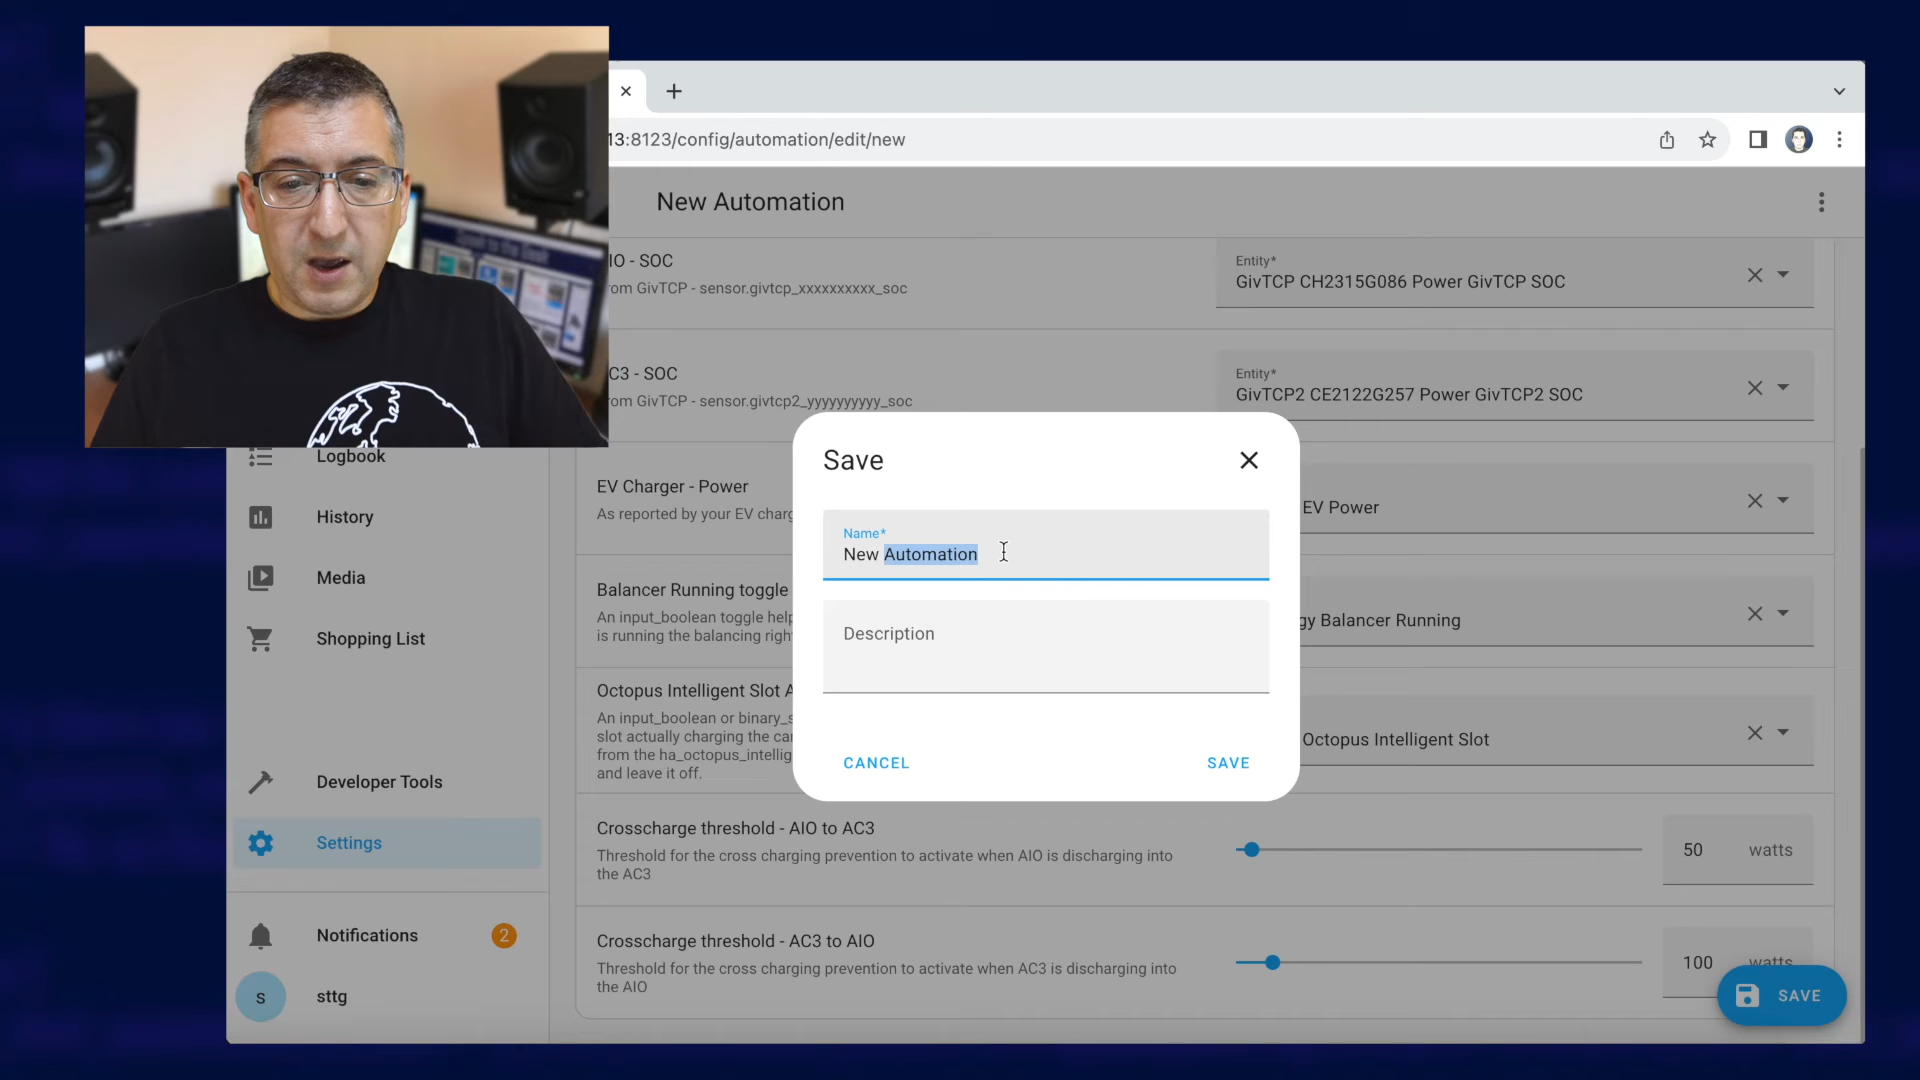 13:8123/config/automation/edit/new
New Automation
IO - SOC
rom GivTCP - sensor.givtcp_xxxxxxxxxx_soc
Entity*
GivTCP CH2315G086 Power GivTCP SOC
C3 - SOC
rom GivTCP - sensor.givtcp2_yyyyyyyyyy_soc
Entity*
GivTCP2 CE2122G257 Power GivTCP2 SOC
Logbook
History
Media
Shopping List
Developer Tools
Settings
Notifications
2
s
sttg
EV Charger - Power
As reported by your EV charg
EV Power
Balancer Running toggle
An input_boolean toggle help
is running the balancing righ
gy Balancer Running
Octopus Intelligent Slot A
An input_boolean or binary_s
slot actually charging the ca
from the ha_octopus_intellig
and leave it off.
Octopus Intelligent Slot
Save
Name*
New Automation
Description
CANCEL
SAVE
Crosscharge threshold - AIO to AC3
Threshold for the cross charging prevention to activate when AIO is discharging into
the AC3
50
watts
Crosscharge threshold - AC3 to AIO
Threshold for the cross charging prevention to activate when AC3 is discharging into
the AIO
100
watts
SAVE